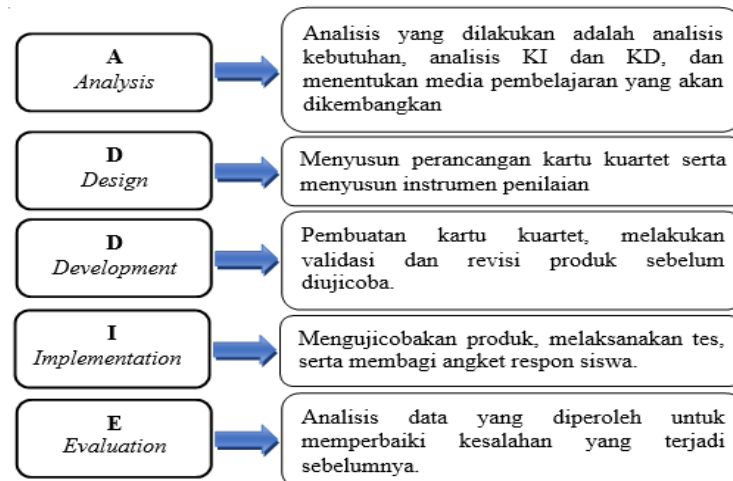 A
Analysis
Analisis yang dilakukan adalah analisis
kebutuhan, analisis KI dan KD, dan
menentukan media pembelajaran yang akan
dikembangkan
D
Design
Menyusun perancangan kartu kuartet serta
menyusun instrumen penilaian
D
Development
Pembuatan kartu kuartet, melakukan
validasi dan revisi produk sebelum
diujicoba.
I
Implementation
Mengujicobakan produk, melaksanakan tes,
serta membagi angket respon siswa.
E
Evaluation
Analisis data yang diperoleh untuk
memperbaiki kesalahan yang terjadi
sebelumnya.